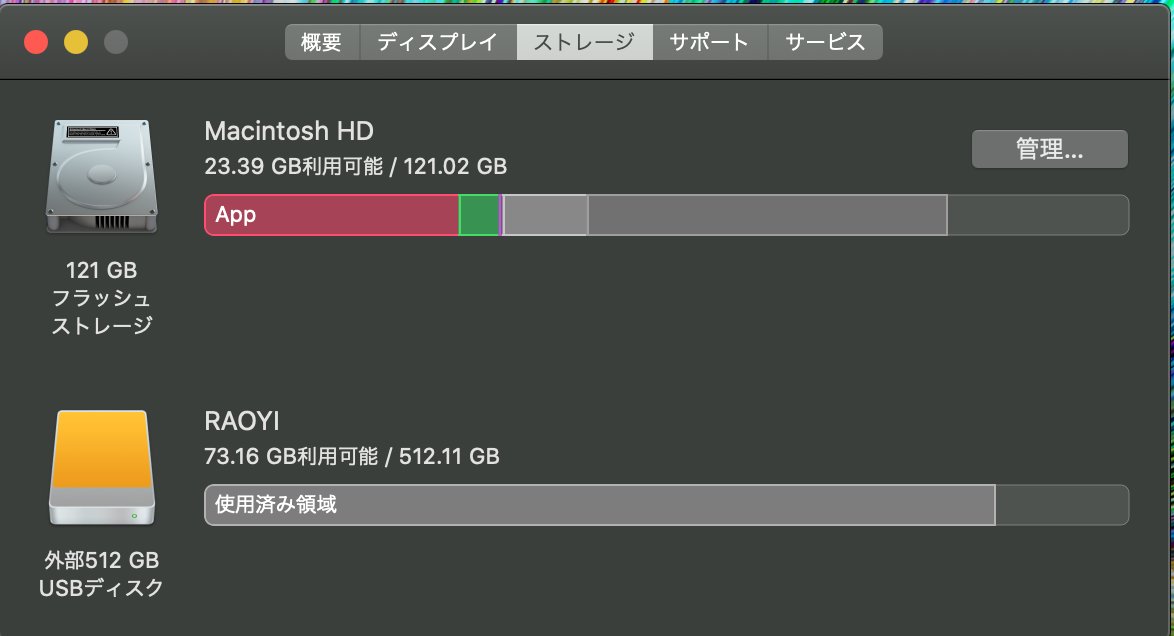 概要
ディスプレイ
ストレージ
サポート
サービス
Macintosh HD
23.39 GB利用可能 / 121.02 GB
管理...
App
121 GB
フラッシュ
ストレージ
RAOYI
73.16 GB利用可能 / 512.11 GB
使用済み領域
外部512 GB
USBディスク